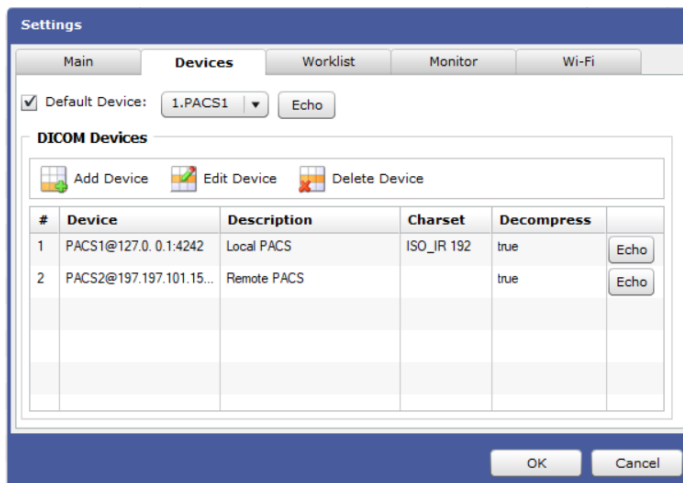 Settings
Main Devices Worklist Monitor Wi-Fi
Default Device: 1.PACS1 Echo
DICOM Devices
Add Device Edit Device Delete Device
# Device Description Charset Decompress
1 PACS1@127.0. 0.1:4242 Local PACS ISO_IR 192 true Echo
2 PACS2@197.197.101.15... Remote PACS true Echo
OK Cancel